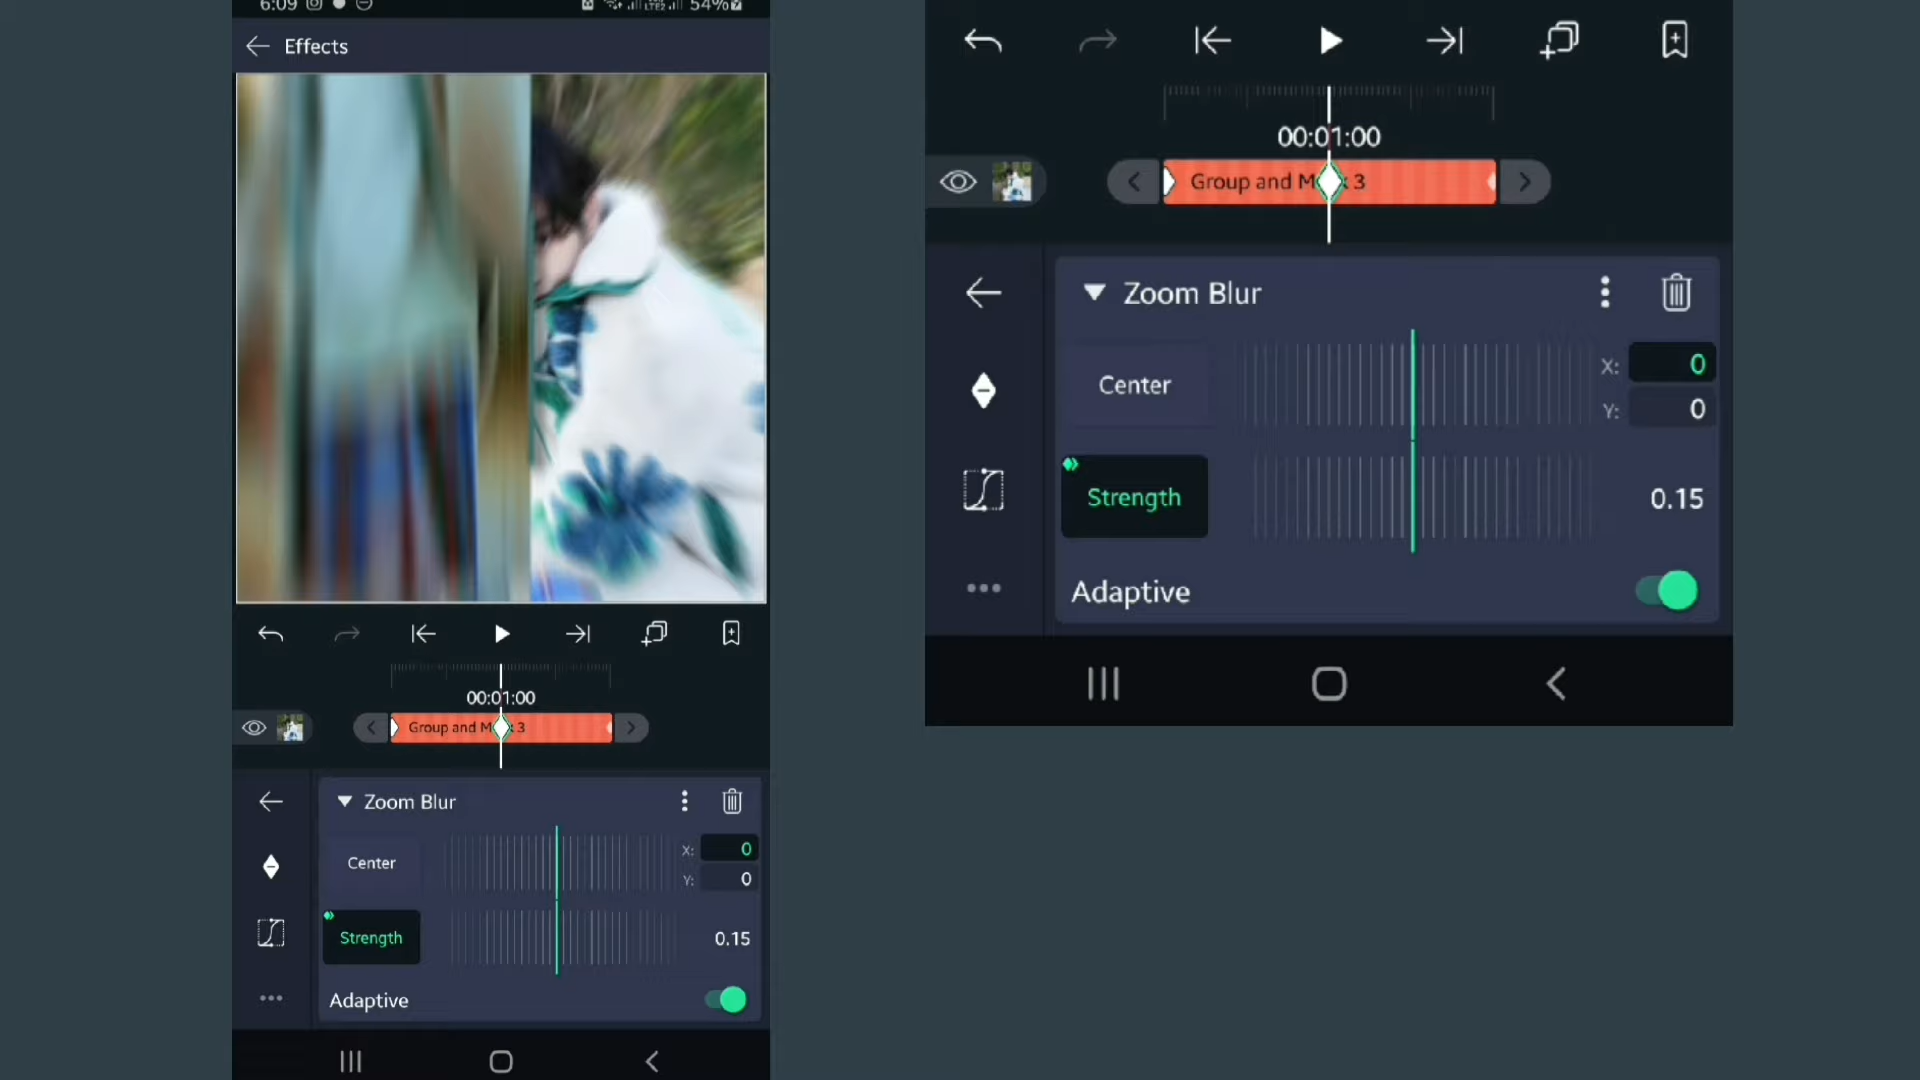 6:09 54%
Effects
00:01:00
Group and M 3
Zoom Blur
Center
X: 0
Y: 0
Strength
0.15
Adaptive
00:01:00
Group and M 3
Zoom Blur
Center
X: 0
Y: 0
Strength
0.15
Adaptive